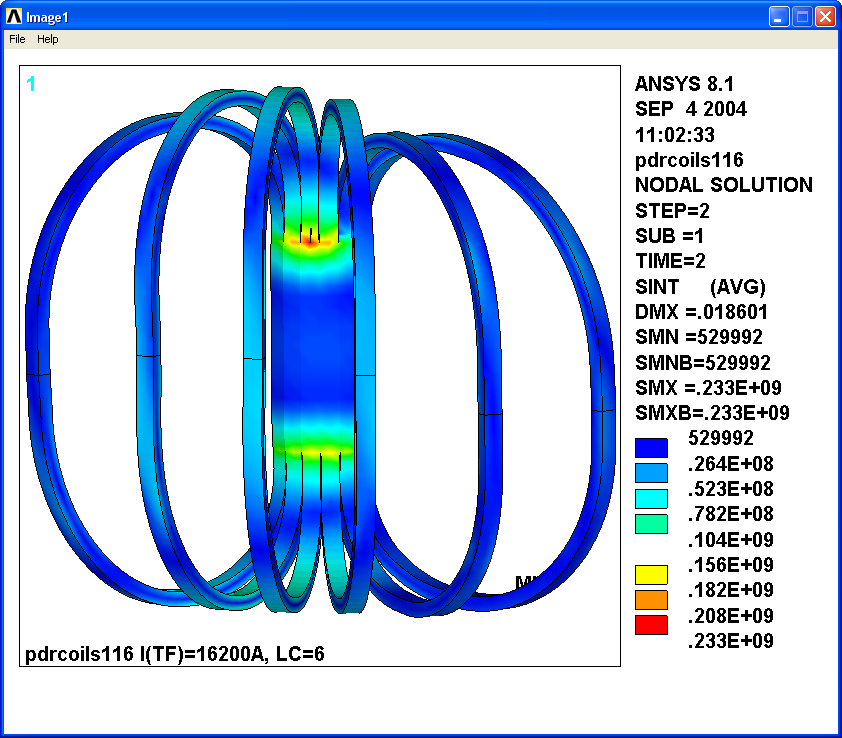 Image1
File Help
1
ANSYS 8.1
SEP 4 2004
11:02:33
pdrcoils116
NODAL SOLUTION
STEP=2
SUB =1
TIME=2
SINT (AVG)
DMX =.018601
SMN =529992
SMNB=529992
SMX =.233E+09
SMXB=.233E+09
529992
.264E+08
.523E+08
.782E+08
.104E+09
.156E+09
.182E+09
.208E+09
.233E+09
pdrcoils116 I(TF)=16200A, LC=6